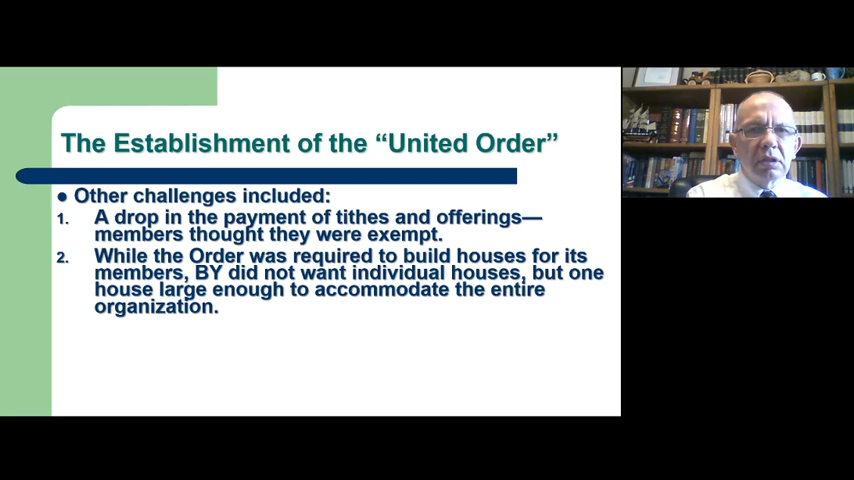 The Establishment of the “United Order”
● Other challenges included:
1. A drop in the payment of tithes and offerings—
members thought they were exempt.
2. While the Order was required to build houses for its
members, BY did not want individual houses, but one
house large enough to accommodate the entire
organization.